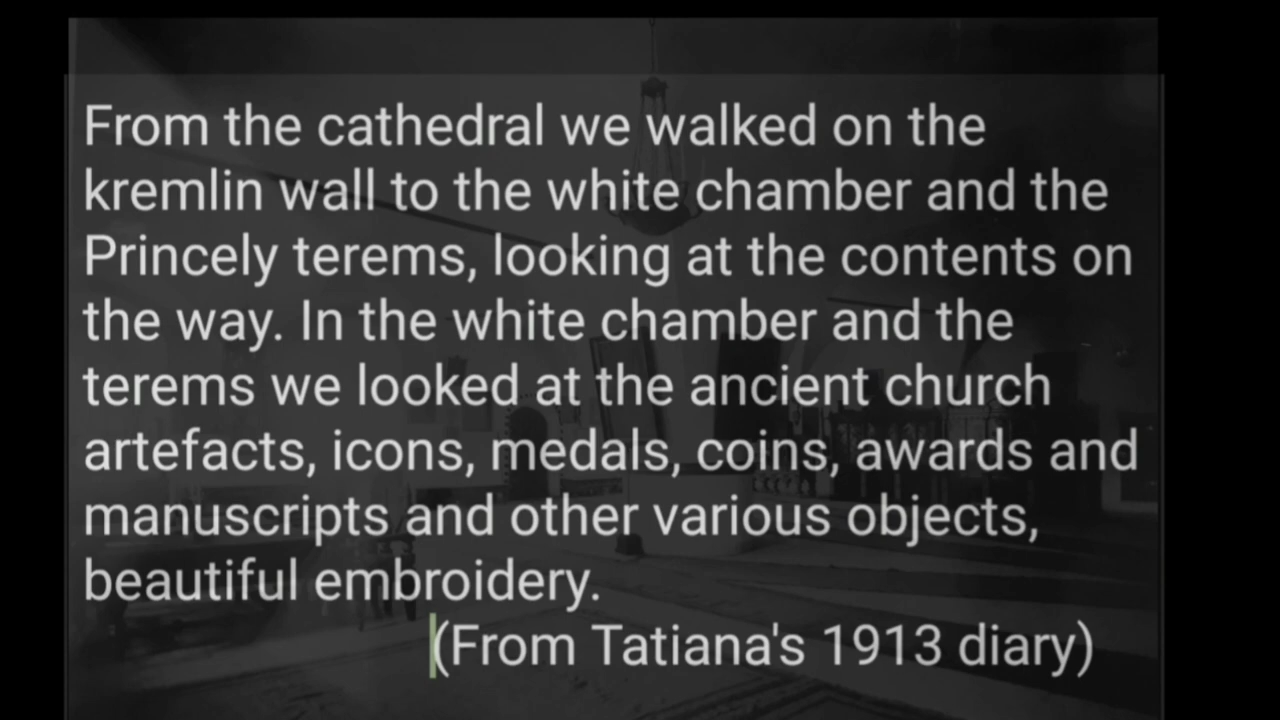 From the cathedral we walked on the
kremlin wall to the white chamber and the
Princely terems, looking at the contents on
the way. In the white chamber and the
terems we looked at the ancient church
artefacts, icons, medals, coins, awards and
manuscripts and other various objects,
beautiful embroidery.
(From Tatiana's 1913 diary)